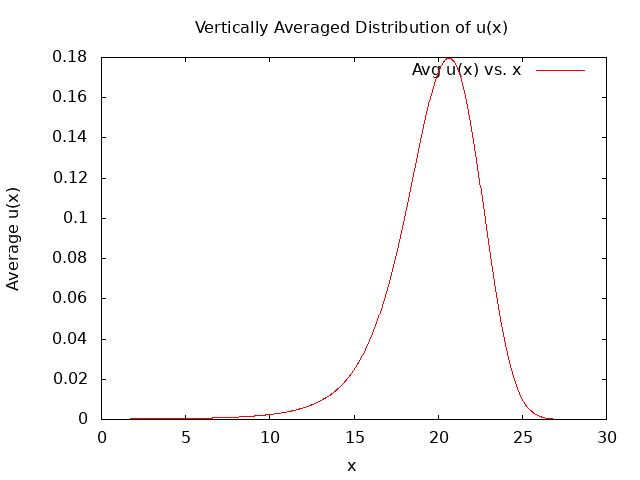 Vertically Averaged Distribution of u(x)
Avg u(x) vs. x
Average u(x)
0.18
0.16
0.14
0.12
0.1
0.08
0.06
0.04
0.02
0
0 5 10 15 20 25 30
x